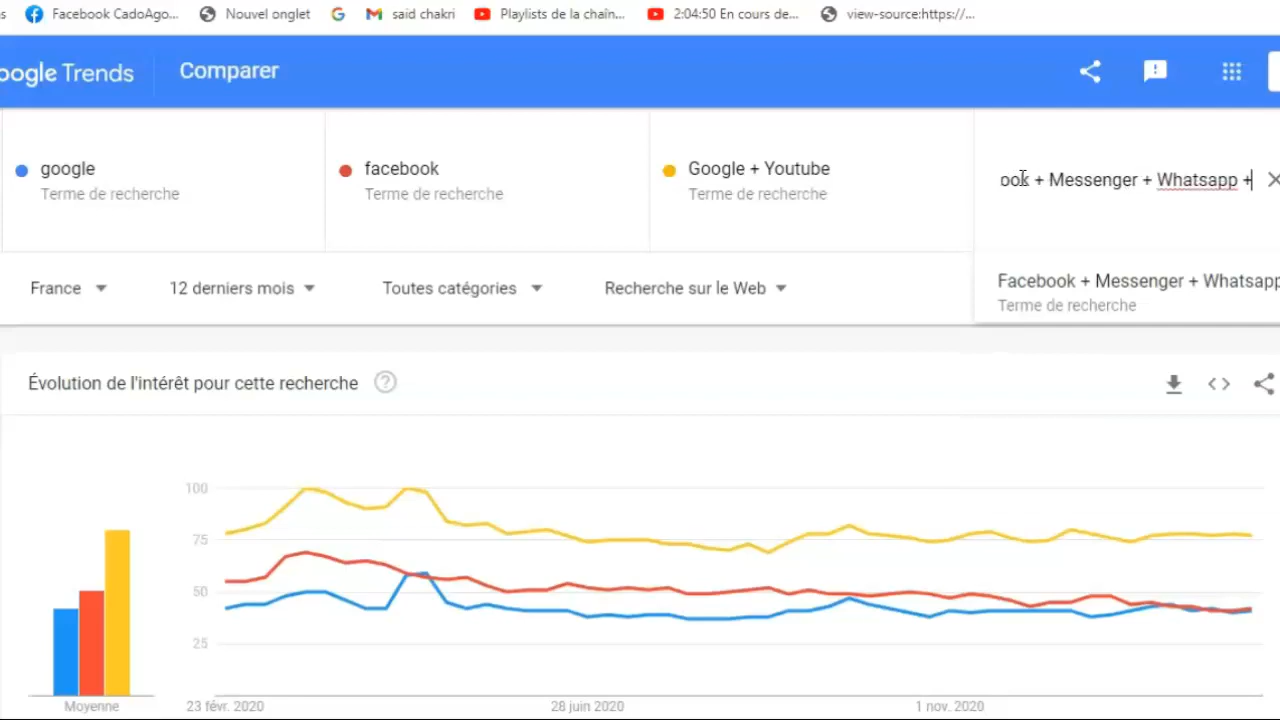 s Facebook CadoAgo... Nouvel onglet said chakri Playlists de la chaîn... 2:04:50 En cours de... view-source:https://...
oogle Trends Comparer
google facebook Google + Youtube
Terme de recherche Terme de recherche Terme de recherche
ook + Messenger + Whatsapp +
France 12 derniers mois Toutes catégories Recherche sur le Web
Facebook + Messenger + Whatsapp
Terme de recherche
Évolution de l'intérêt pour cette recherche ?
100
75
50
25
Moyenne 23 févr. 2020 28 juin 2020 1 nov. 2020